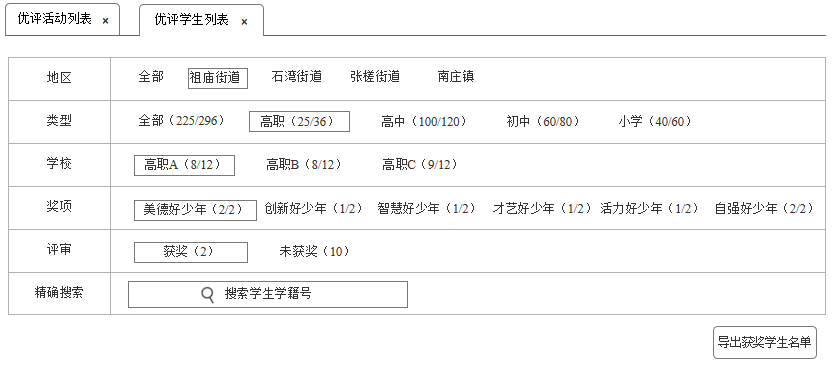 优评活动列表 × 优评学生列表 ×
地区 全部 祖庙街道 石湾街道 张槎街道 南庄镇
类型 全部（225/296） 高职（25/36） 高中（100/120） 初中（60/80） 小学（40/60）
学校 高职A（8/12） 高职B（8/12） 高职C（9/12）
奖项 美德好少年（2/2） 创新好少年（1/2） 智慧好少年（1/2） 才艺好少年（1/2） 活力好少年（1/2） 自强好少年（2/2）
评审 获奖（2） 未获奖（10）
精确搜索 搜索学生学籍号
导出获奖学生名单